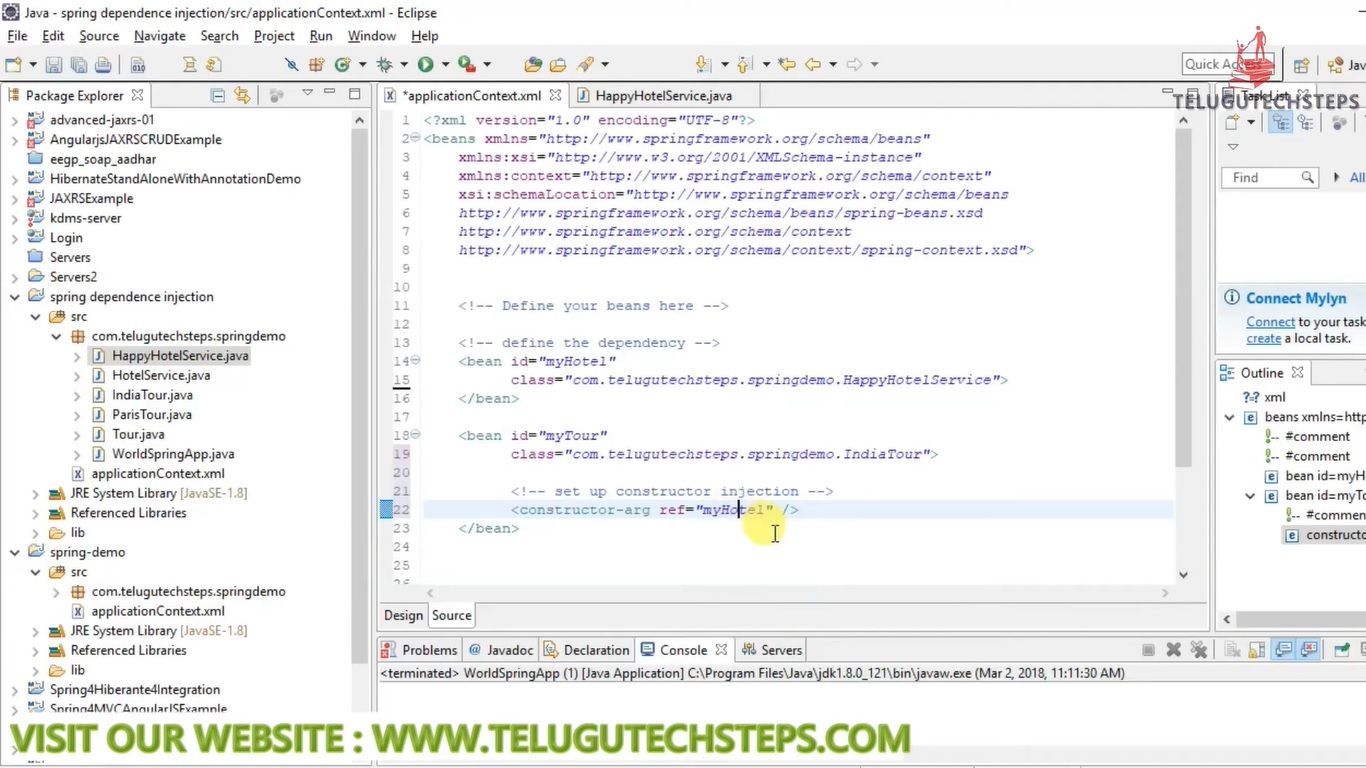 Java - spring dependence injection/src/applicationContext.xml - Eclipse
File Edit Source Navigate Search Project Run Window Help
Quick
Java
Package Explorer
*applicationContext.xml HappyHotelService.java
Task List
TELUGUTECHSTEPS
advanced-jaxrs-01
AngularjsJAXRSCRUDExample
eegp_soap_aadhar
HibernateStandAloneWithAnnotationDemo
JAXRSExample
kdms-server
Login
Servers
Servers2
spring dependence injection
src
com.telugutechsteps.springdemo
HappyHotelService.java
HotelService.java
IndiaTour.java
ParisTour.java
Tour.java
WorldSpringApp.java
applicationContext.xml
JRE System Library [JavaSE-1.8]
Referenced Libraries
lib
spring-demo
src
com.telugutechsteps.springdemo
applicationContext.xml
JRE System Library [JavaSE-1.8]
Referenced Libraries
lib
Spring4Hiberante4Integration
Spring4MVCAngularJSExample
1 <?xml version="1.0" encoding="UTF-8"?>
2 <beans xmlns="http://www.springframework.org/schema/beans"
3 xmlns:xsi="http://www.w3.org/2001/XMLSchema-instance"
4 xmlns:context="http://www.springframework.org/schema/context"
5 xsi:schemaLocation="http://www.springframework.org/schema/beans
6 http://www.springframework.org/schema/beans/spring-beans.xsd
7 http://www.springframework.org/schema/context
8 http://www.springframework.org/schema/context/spring-context.xsd">
9
10
11 <!-- Define your beans here -->
12
13 <!-- define the dependency -->
14 <bean id="myHotel"
15 class="com.telugutechsteps.springdemo.HappyHotelService">
16 </bean>
17
18 <bean id="myTour"
19 class="com.telugutechsteps.springdemo.IndiaTour">
20
21 <!-- set up constructor injection -->
22 <constructor-arg ref="myHotel" />
23 </bean>
24
25
26
Design Source
Find All
Connect Mylyn
Connect to your task
create a local task.
Outline
xml
beans xmlns=http
#comment
#comment
bean id=myH
bean id=myTo
#commen
constructo
Problems Javadoc Declaration Console Servers
<terminated> WorldSpringApp (1) [Java Application] C:\Program Files\Java\jdk1.8.0_121\bin\javaw.exe (Mar 2, 2018, 11:11:30 AM)
VISIT OUR WEBSITE : WWW.TELUGUTECHSTEPS.COM